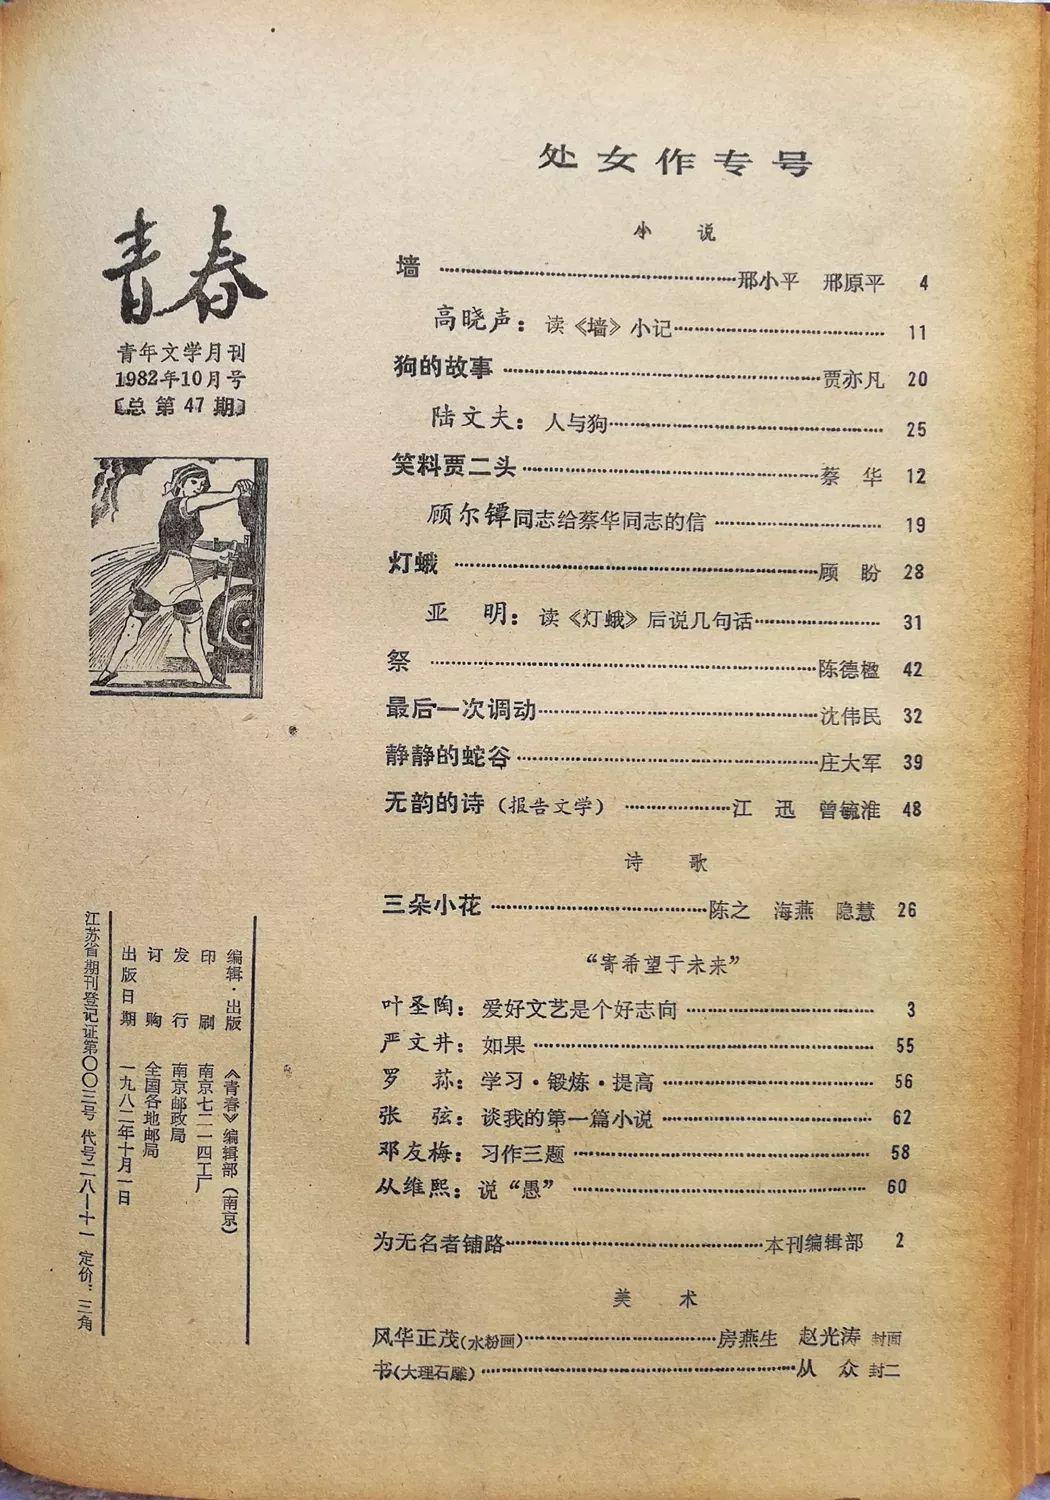 处女作专号
青春
青年文学月刊
1982年10月号
〔总第47期〕
小 说
墙……邢小平 邢原平 4
高晓声：读《墙》小记……11
狗的故事……贾亦凡 20
陆文夫：人与狗……25
笑料贾二头……蔡 华 12
顾尔镡同志给蔡华同志的信……19
灯蛾……顾 盼 28
亚 明：读《灯蛾》后说几句话……31
祭……陈德楹 42
最后一次调动……沈伟民 32
静静的蛇谷……庄大军 39
无韵的诗（报告文学）……江 迅 曾毓淮 48
诗 歌
三朵小花……陈之 海燕 隐慧 26
“寄希望于未来”
叶圣陶：爱好文艺是个好志向……3
严文井：如果……55
罗 荪：学习·锻炼·提高……56
张 弦：谈我的第一篇小说……62
邓友梅：习作三题……58
从维熙：说“愚”……60
为无名者铺路……本刊编辑部 2
美 术
风华正茂(水粉画)……房燕生 赵光涛 封面
书(大理石雕)……从 众 封二
编辑·出版 《青春》编辑部（南京）
印 刷 南京七二一四工厂
发 行 南京邮政局
订 购 全国各地邮局
出版日期 一九八二年十月一日
江苏省期刊登记证第〇〇三号 代号二八—十一 定价：三角